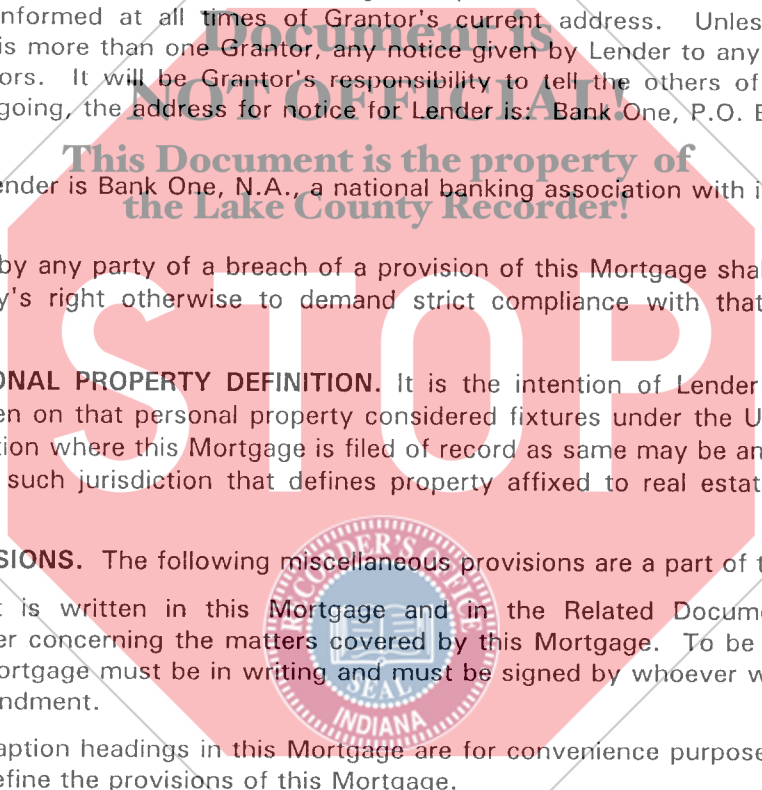 informed at all times of Grantor's current address. Unles
Document is
is more than one Grantor, any notice given by Lender to any
ors. It will be Grantor's responsibility to tell the others of
NOT OFFICIAL!
going, the address for notice for Lender is: Bank One, P.O. B
This Document is the property of
ender is Bank One, N.A., a national banking association with i
the Lake County Recorder!
by any party of a breach of a provision of this Mortgage shal
y's right otherwise to demand strict compliance with that
STOP
ONAL PROPERTY DEFINITION. It is the intention of Lender
en on that personal property considered fixtures under the U
tion where this Mortgage is filed of record as same may be an
such jurisdiction that defines property affixed to real estat
SIONS. The following miscellaneous provisions are a part of t
RECORDER'S OFFICE
t is written in this Mortgage and in the Related Docume
er concerning the matters covered by this Mortgage. To be
ortgage must be in writing and must be signed by whoever w
SEAL
ndment.
INDIANA
aption headings in this Mortgage are for convenience purpose
efine the provisions of this Mortgage.